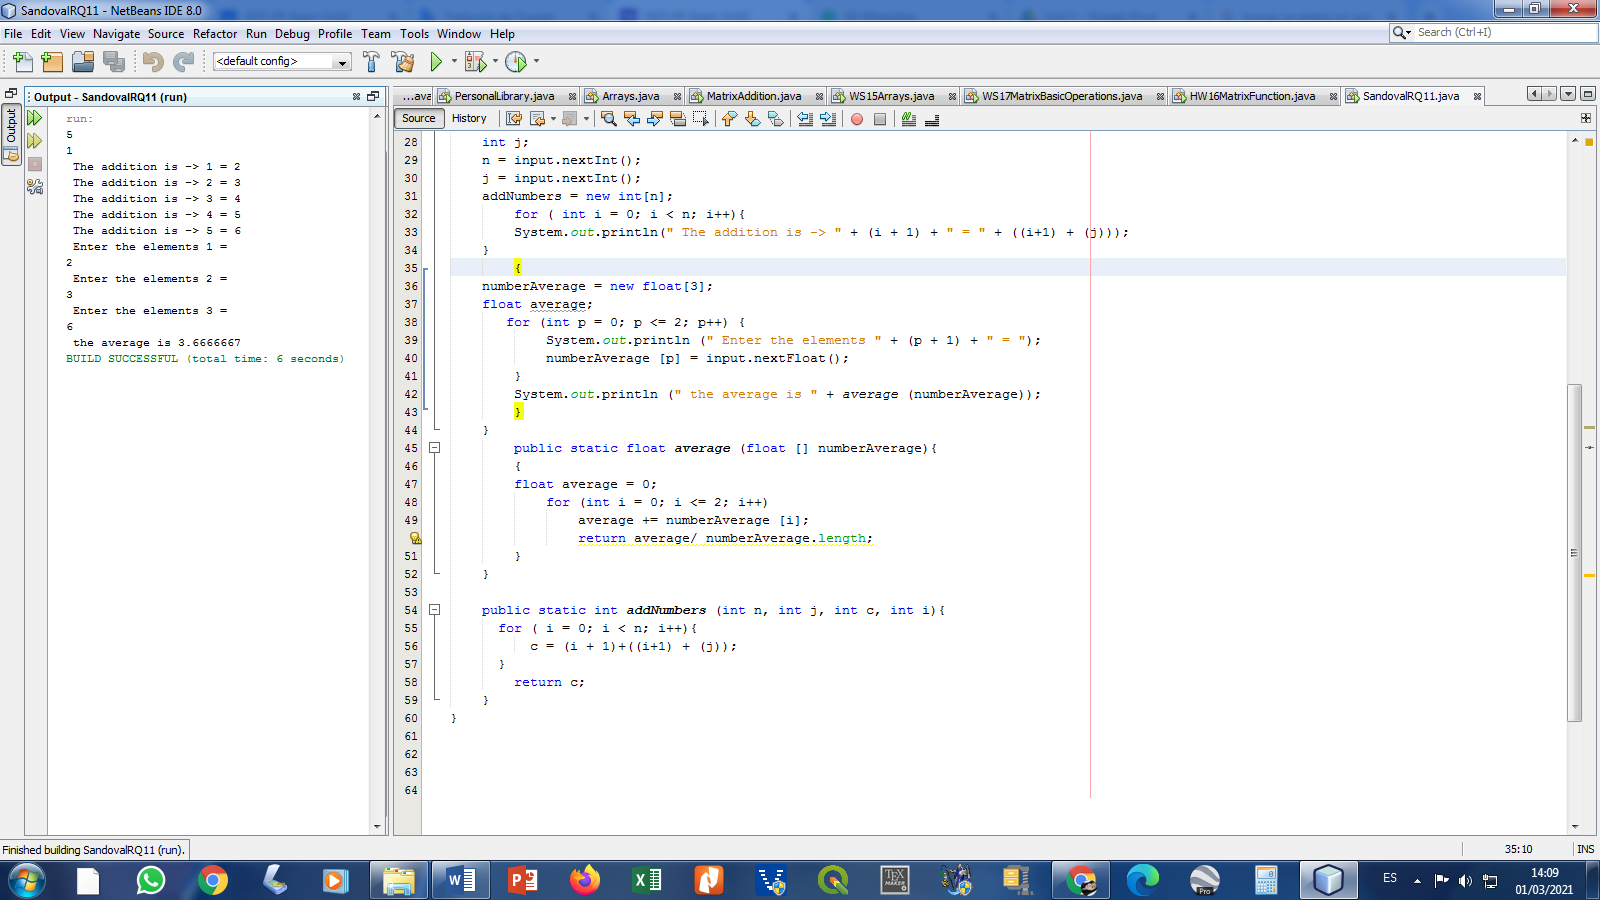 SandovalRQ11 - NetBeans IDE 8.0
File Edit View Navigate Source Refactor Run Debug Profile Team Tools Window Help
Search (Ctrl+I)
<default config>
Output - SandovalRQ11 (run)
...ava PersonalLibrary.java Arrays.java MatrixAddition.java WS15Arrays.java WS17MatrixBasicOperations.java HW16MatrixFunction.java SandovalRQ11.java
Output
Source History
run:
5
1
The addition is -> 1 = 2
The addition is -> 2 = 3
The addition is -> 3 = 4
The addition is -> 4 = 5
The addition is -> 5 = 6
Enter the elements 1 =
2
Enter the elements 2 =
3
Enter the elements 3 =
6
the average is 3.6666667
BUILD SUCCESSFUL (total time: 6 seconds)
28 int j;
29 n = input.nextInt();
30 j = input.nextInt();
31 addNumbers = new int[n];
32 for ( int i = 0; i < n; i++){
33 System.out.println(" The addition is -> " + (i + 1) + " = " + ((i+1) + (j)));
34 }
35 {
36 numberAverage = new float[3];
37 float average;
38 for (int p = 0; p <= 2; p++) {
39 System.out.println (" Enter the elements " + (p + 1) + " = ");
40 numberAverage [p] = input.nextFloat();
41 }
42 System.out.println (" the average is " + average (numberAverage));
43 }
44 }
45 public static float average (float [] numberAverage){
46 {
47 float average = 0;
48 for (int i = 0; i <= 2; i++)
49 average += numberAverage [i];
return average/ numberAverage.length;
51 }
52 }
53
54 public static int addNumbers (int n, int j, int c, int i){
55 for ( i = 0; i < n; i++){
56 c = (i + 1)+((i+1) + (j));
57 }
58 return c;
59 }
60 }
61
62
63
64
Finished building SandovalRQ11 (run).
35:10 INS
ES
14:09
01/03/2021